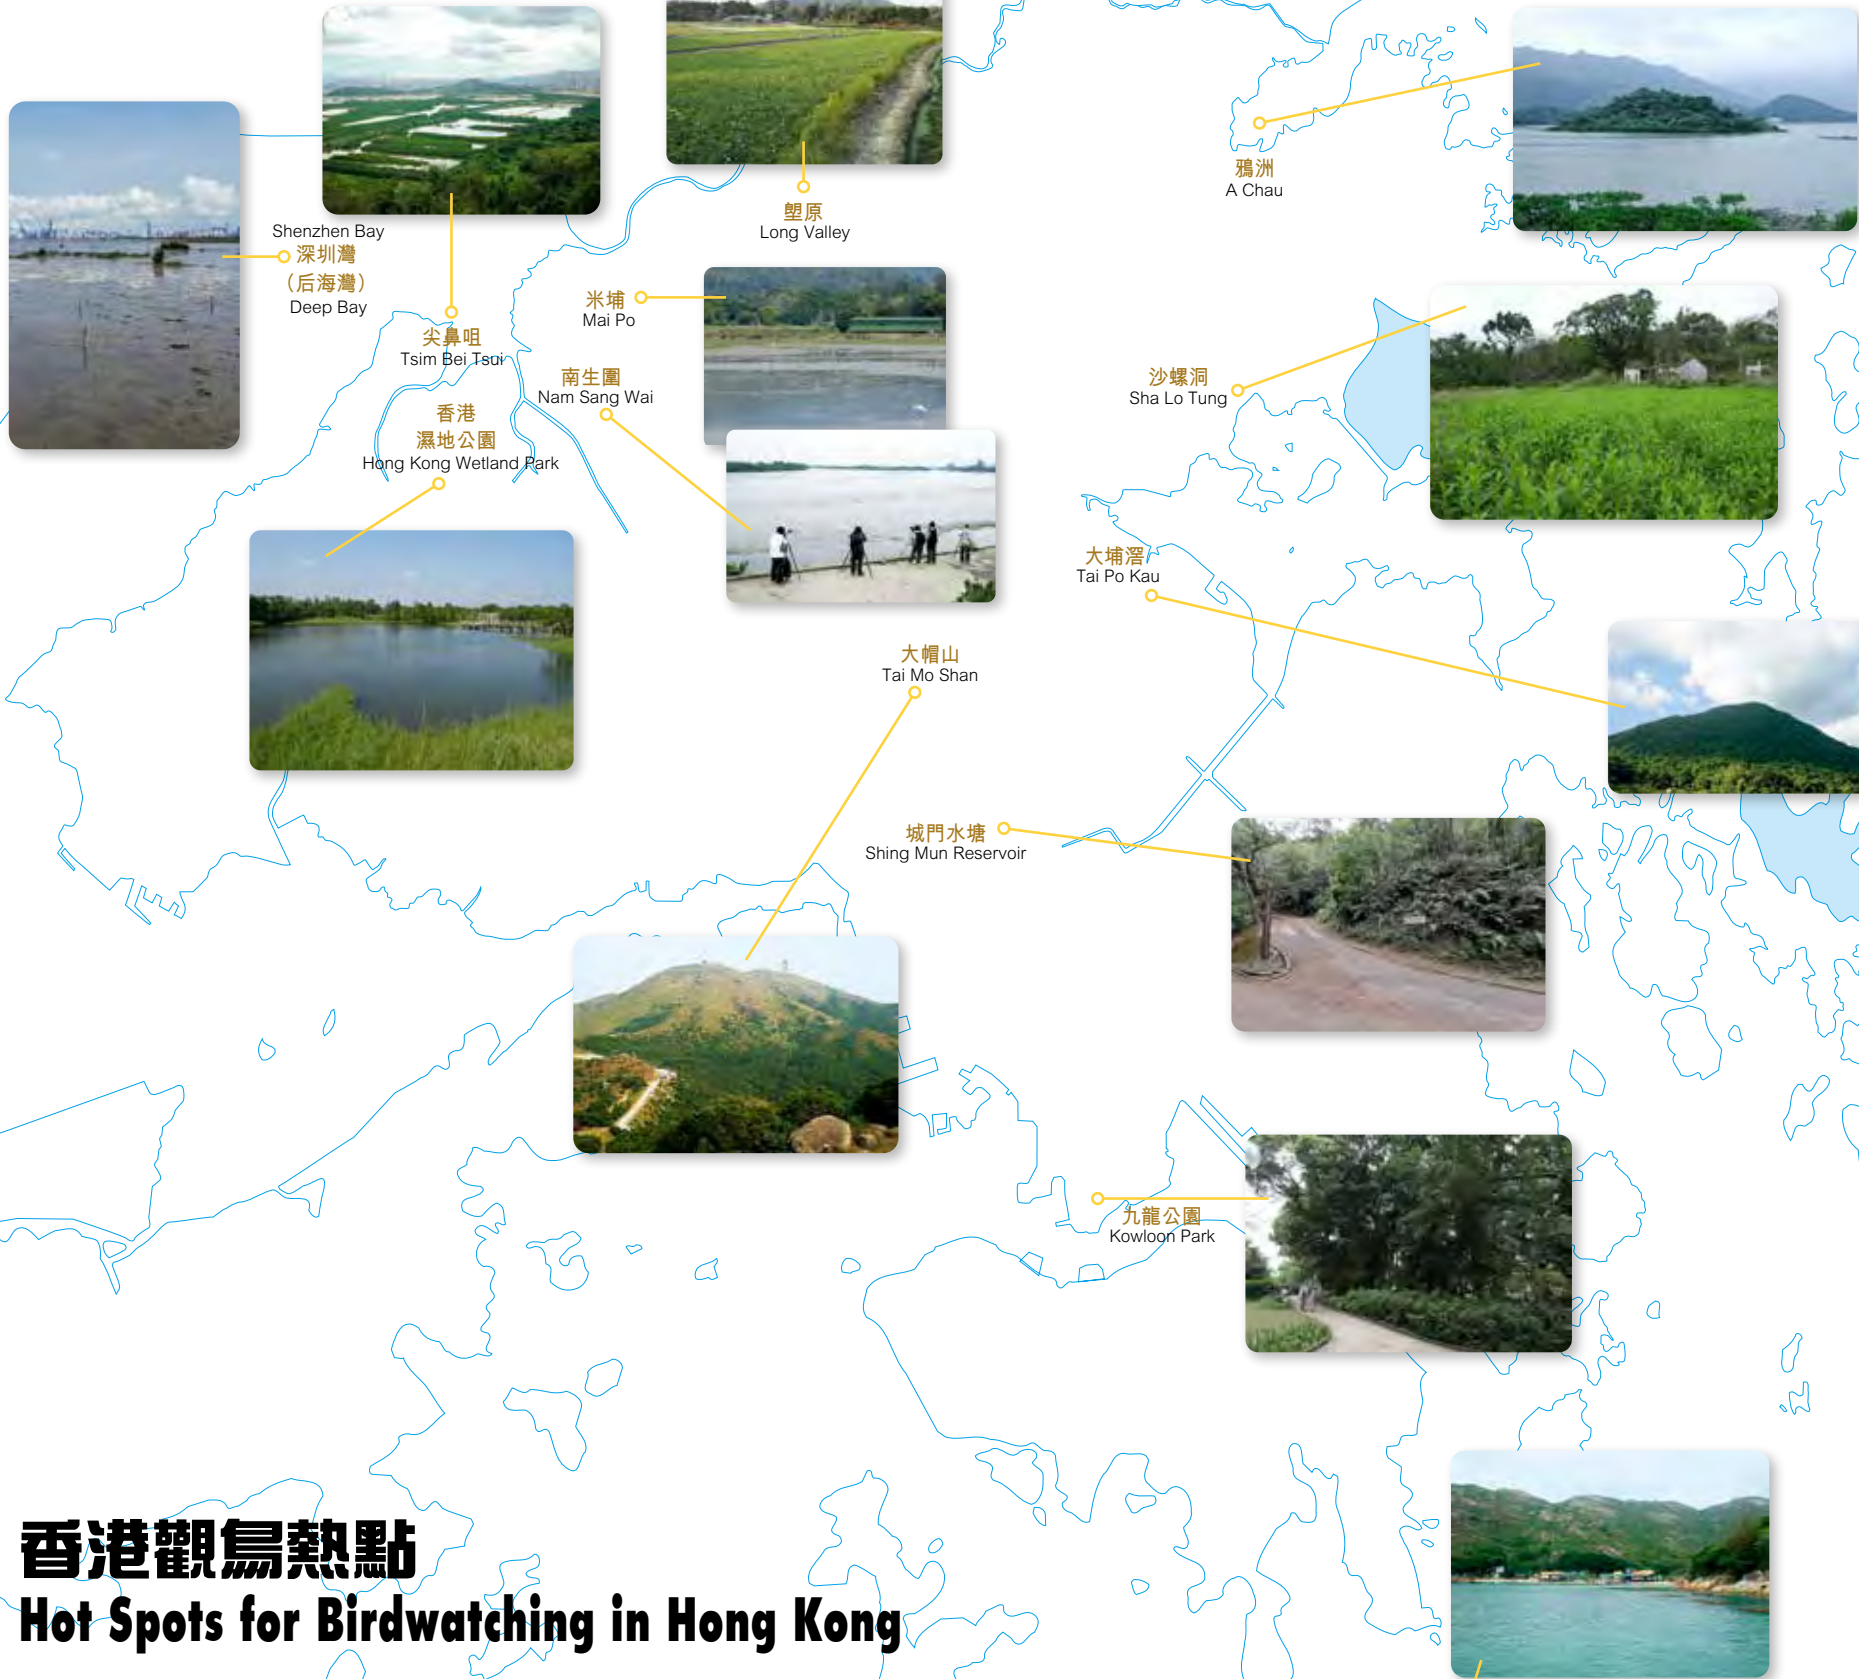 鴉洲
A Chau
塱原
Long Valley
Shenzhen Bay
深圳灣
（后海灣）
Deep Bay
米埔
Mai Po
尖鼻咀
Tsim Bei Tsui
南生圍
Nam Sang Wai
沙螺洞
Sha Lo Tung
香港
濕地公園
Hong Kong Wetland Park
大埔滘
Tai Po Kau
大帽山
Tai Mo Shan
城門水塘
Shing Mun Reservoir
九龍公園
Kowloon Park
香港觀鳥熱點
Hot Spots for Birdwatching in Hong Kong